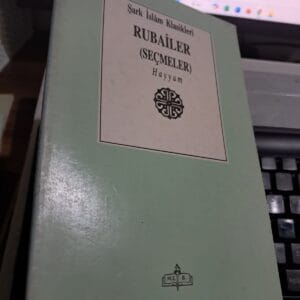 Şark İslâm Klasikleri
RUBAİLER
(SEÇMELER)
Hayyam
M.E.B.